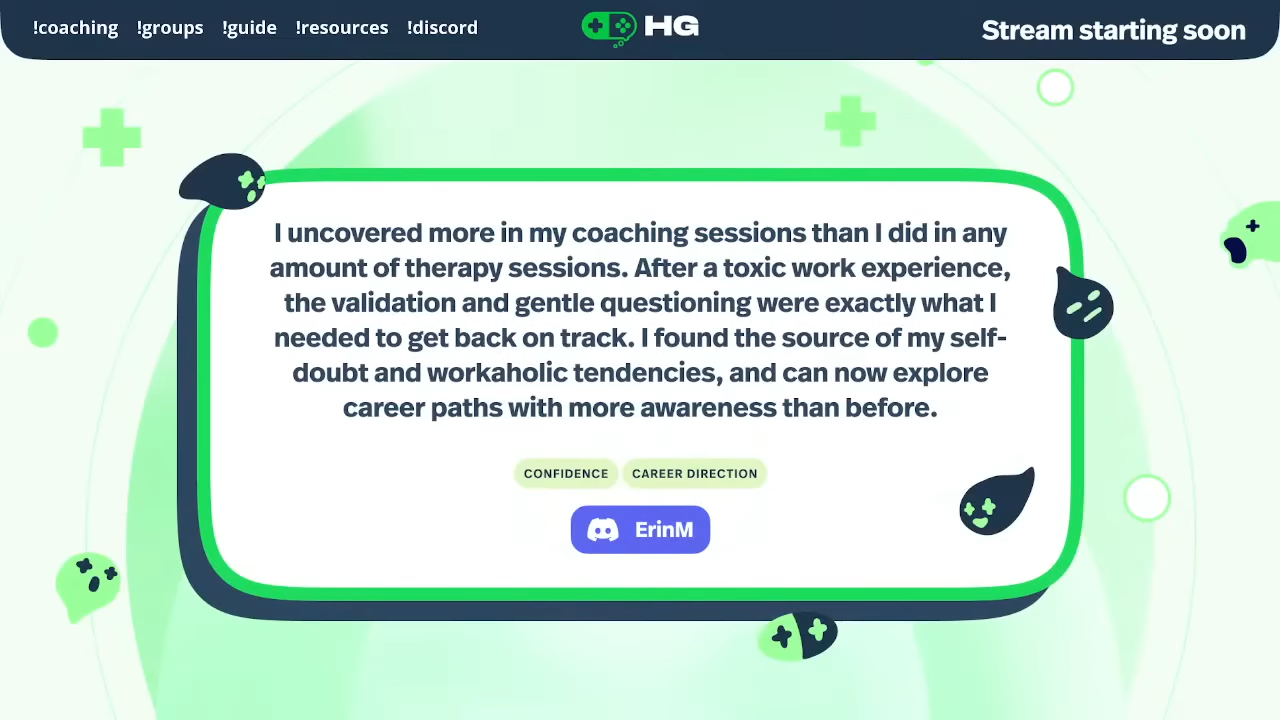 !coaching !groups !guide !resources !discord
HG
Stream starting soon
I uncovered more in my coaching sessions than I did in any
amount of therapy sessions. After a toxic work experience,
the validation and gentle questioning were exactly what I
needed to get back on track. I found the source of my self-
doubt and workaholic tendencies, and can now explore
career paths with more awareness than before.
CONFIDENCE CAREER DIRECTION
ErinM